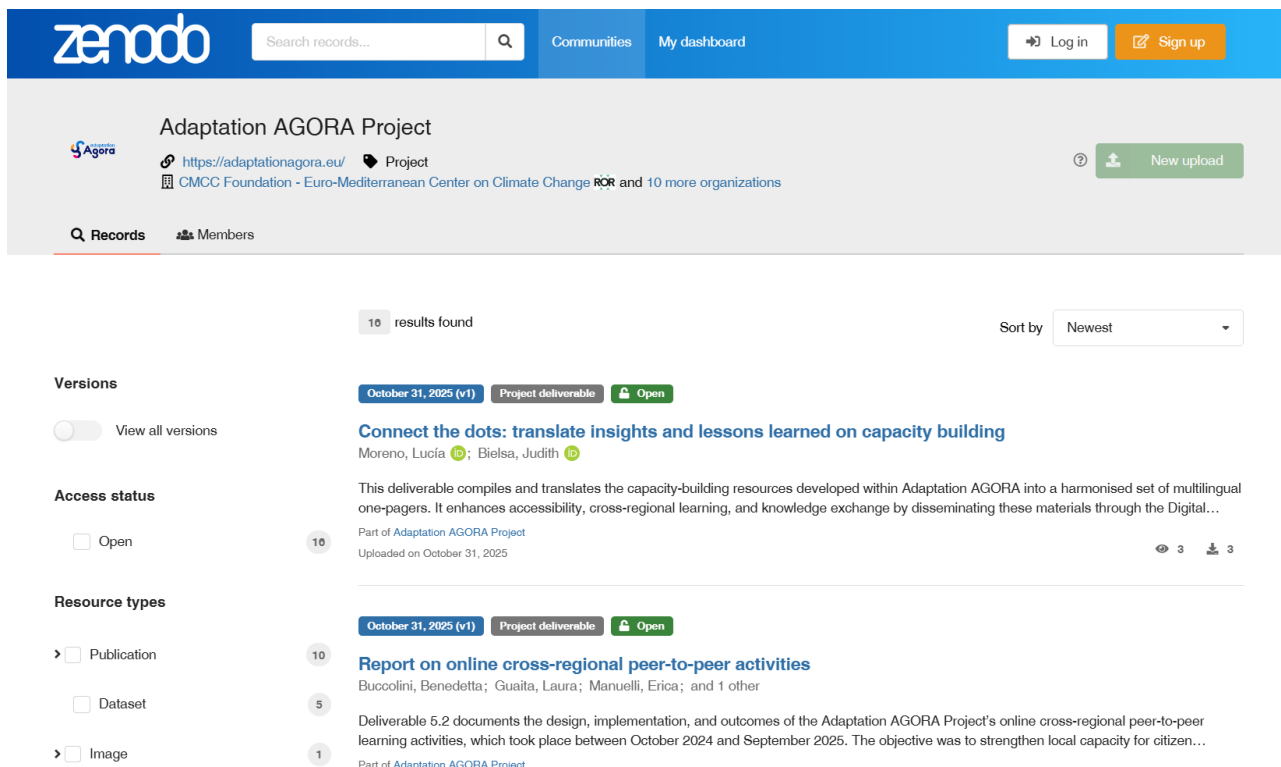 zenodo
Search records...
Communities
My dashboard
Log in
Sign up
adaptation
Agora
Adaptation AGORA Project
https://adaptationagora.eu/ Project
CMCC Foundation - Euro-Mediterranean Center on Climate Change ROR and 10 more organizations
New upload
Records
Members
16 results found
Sort by Newest
Versions
View all versions
Access status
Open 16
Resource types
Publication 10
Dataset 5
Image 1
October 31, 2025 (v1) Project deliverable Open
Connect the dots: translate insights and lessons learned on capacity building
Moreno, Lucía iD; Bielsa, Judith iD
This deliverable compiles and translates the capacity-building resources developed within Adaptation AGORA into a harmonised set of multilingual
one-pagers. It enhances accessibility, cross-regional learning, and knowledge exchange by disseminating these materials through the Digital...
Part of Adaptation AGORA Project
Uploaded on October 31, 2025
3 3
October 31, 2025 (v1) Project deliverable Open
Report on online cross-regional peer-to-peer activities
Buccolini, Benedetta; Guaita, Laura; Manuelli, Erica; and 1 other
Deliverable 5.2 documents the design, implementation, and outcomes of the Adaptation AGORA Project's online cross-regional peer-to-peer
learning activities, which took place between October 2024 and September 2025. The objective was to strengthen local capacity for citizen...
Part of Adaptation AGORA Project